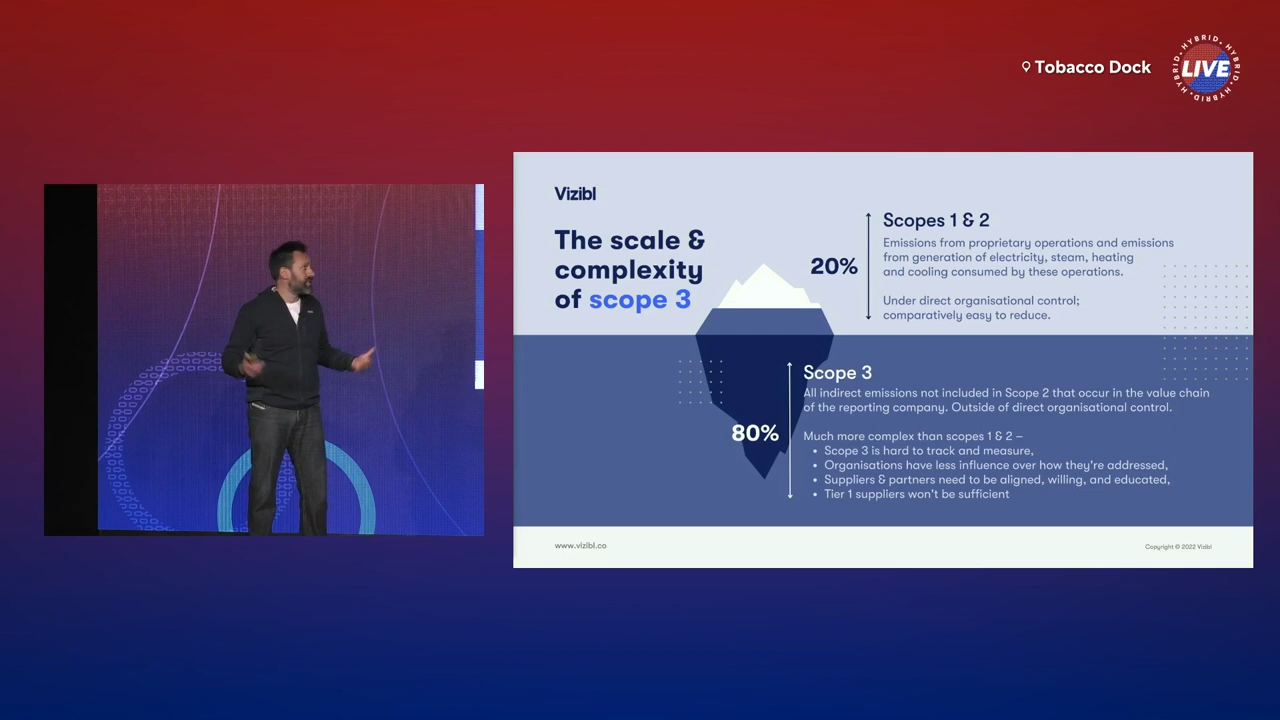 Tobacco Dock
HYBRID HYBRID HYBRID HYBRID
LIVE
Vizibl
The scale &
complexity
of scope 3
20%
Scopes 1 & 2
Emissions from proprietary operations and emissions
from generation of electricity, steam, heating
and cooling consumed by these operations.
Under direct organisational control;
comparatively easy to reduce.
80%
Scope 3
All indirect emissions not included in Scope 2 that occur in the value chain
of the reporting company. Outside of direct organisational control.
Much more complex than scopes 1 & 2 –
• Scope 3 is hard to track and measure,
• Organisations have less influence over how they're addressed,
• Suppliers & partners need to be aligned, willing, and educated,
• Tier 1 suppliers won't be sufficient
www.vizibl.co
Copyright © 2022 Vizibl